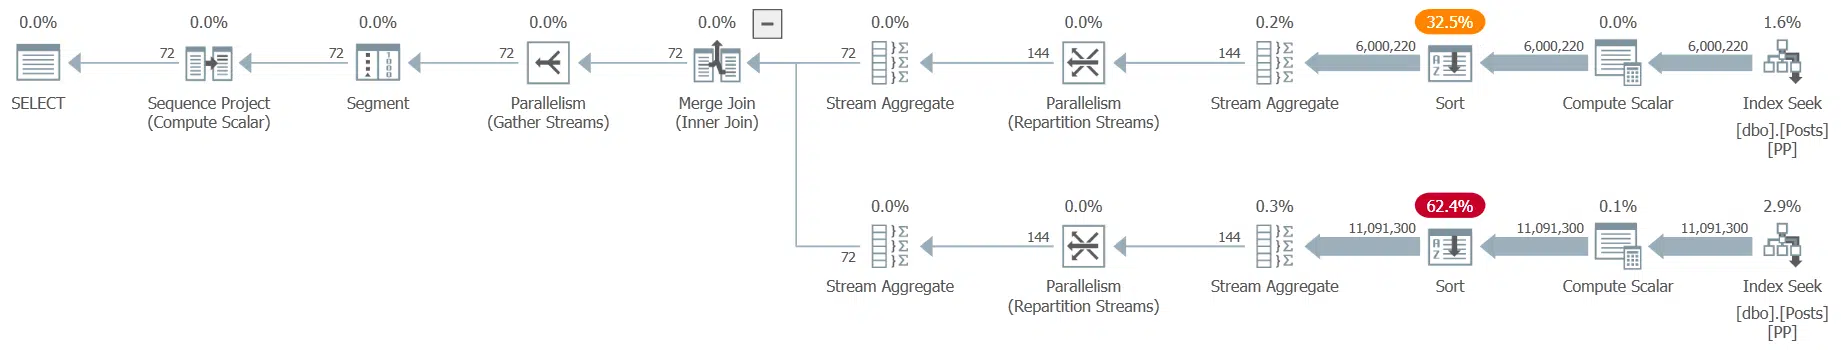 0.0% 0.0% 0.0% 0.0% 0.0% 0.0% 0.0% 0.2% 32.5% 0.0% 1.6%
72 72 72 72 72 144 144 6,000,220 6,000,220 6,000,220
SELECT Sequence Project Segment Parallelism Merge Join Stream Aggregate Parallelism Stream Aggregate Sort Compute Scalar Index Seek
(Compute Scalar) (Gather Streams) (Inner Join) (Repartition Streams) [dbo].[Posts]
[PP]
0.0% 0.0% 0.3% 62.4% 0.1% 2.9%
72 144 144 11,091,300 11,091,300 11,091,300
Stream Aggregate Parallelism Stream Aggregate Sort Compute Scalar Index Seek
(Repartition Streams) [dbo].[Posts]
[PP]